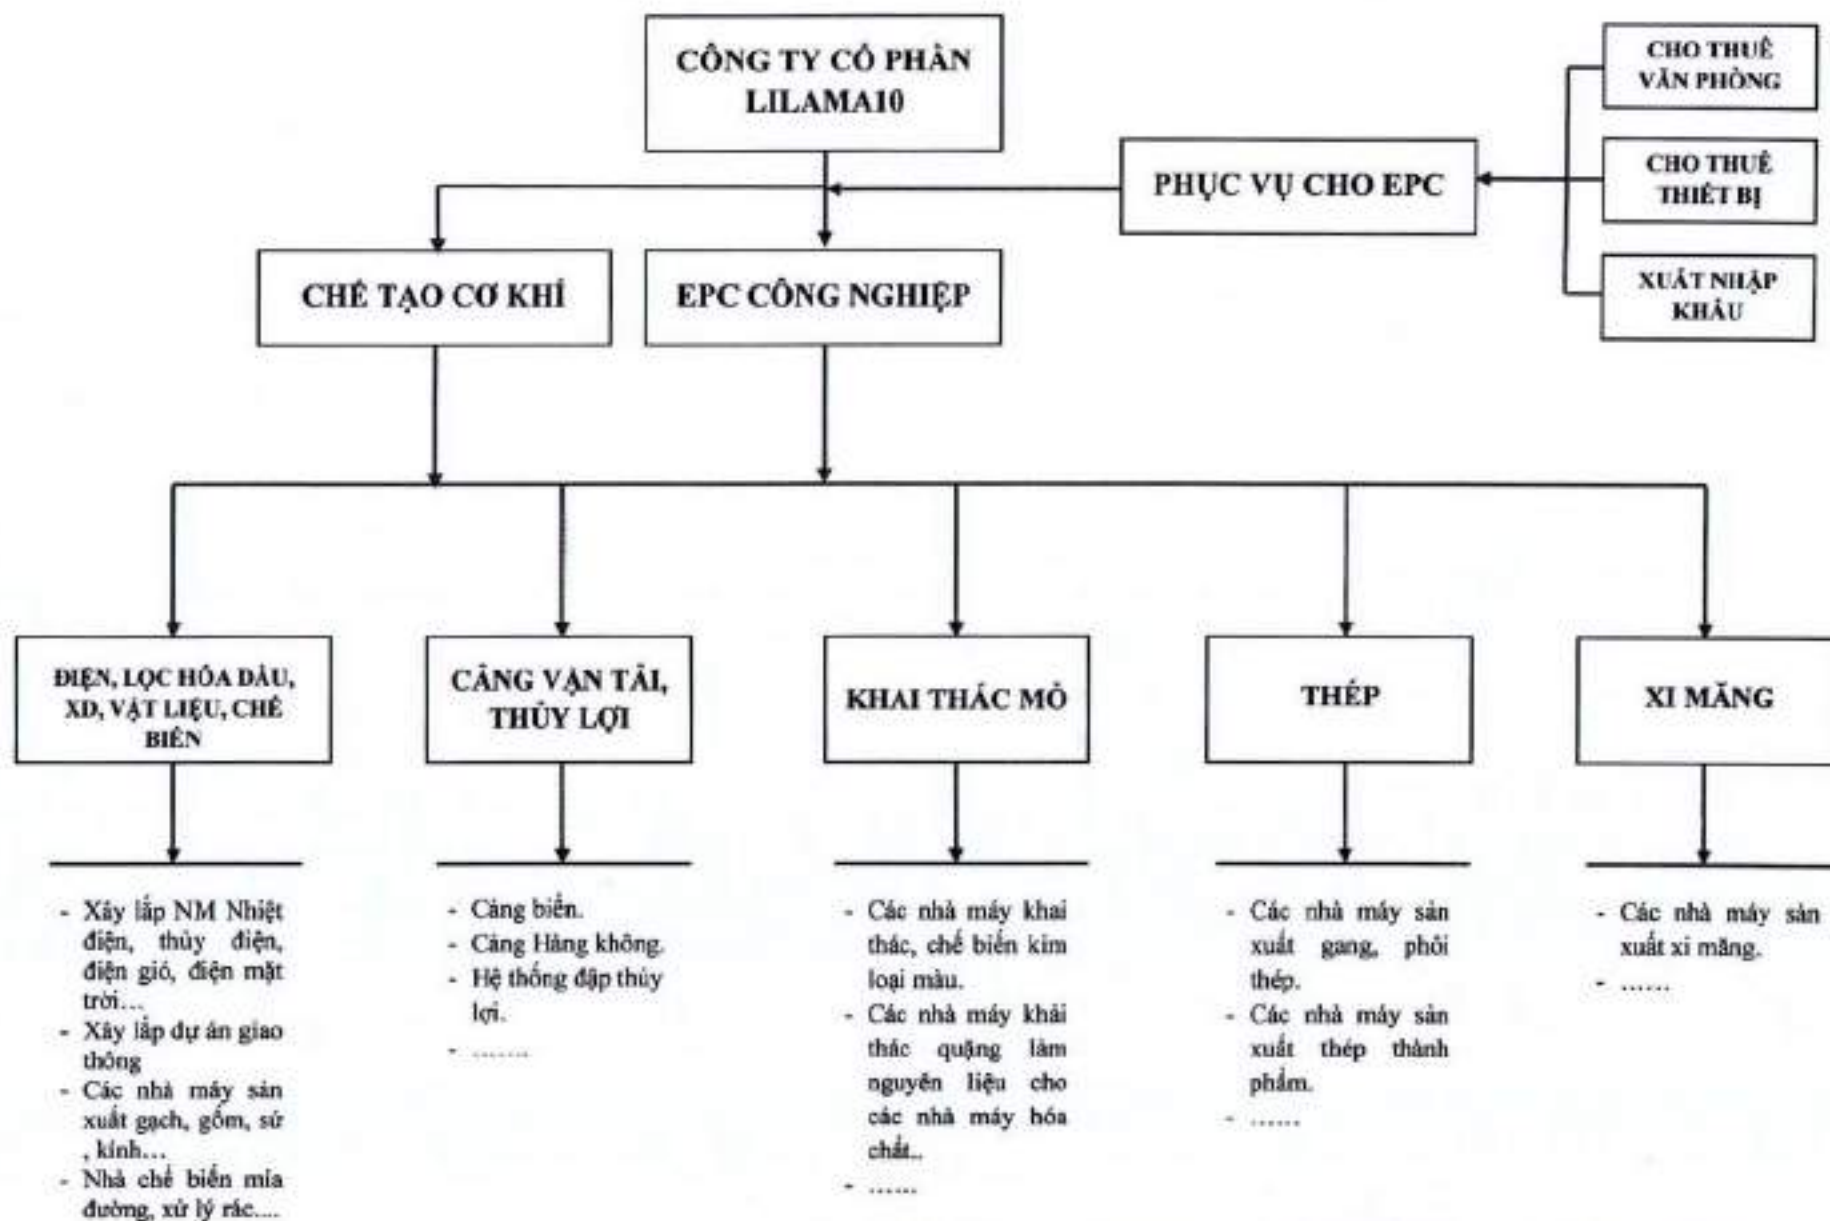 CÔNG TY CỔ PHẦN
LILAMA10
CHO THUÊ
VĂN PHÒNG
CHO THUÊ
THIẾT BỊ
XUẤT NHẬP
KHẨU
PHỤC VỤ CHO EPC
CHẾ TẠO CƠ KHÍ
EPC CÔNG NGHIỆP
ĐIỆN, LỌC HÓA DẦU,
XD, VẬT LIỆU, CHẾ
BIẾN
CẢNG VẬN TẢI,
THỦY LỢI
KHAI THÁC MỎ
THÉP
XI MĂNG
- Xây lắp NM Nhiệt
điện, thủy điện,
điện gió, điện mặt
trời...
- Xây lắp dự án giao
thông
- Các nhà máy sản
xuất gạch, gốm, sứ
, kính...
- Nhà chế biến mía
đường, xử lý rác....
- Cảng biển.
- Cảng Hàng không.
- Hệ thống đập thủy
lợi.
- .......
- Các nhà máy khai
thác, chế biến kim
loại màu.
- Các nhà máy khai
thác quặng làm
nguyên liệu cho
các nhà máy hóa
chất..
- ......
- Các nhà máy sản
xuất gang, phôi
thép.
- Các nhà máy sản
xuất thép thành
phẩm.
- ......
- Các nhà máy sản
xuất xi măng.
- ......